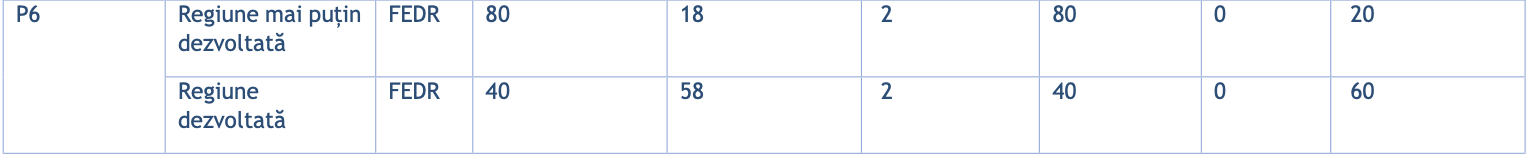 P6 Regiune mai puțin FEDR 80 18 2 80 0 20
dezvoltată
Regiune FEDR 40 58 2 40 0 60
dezvoltată